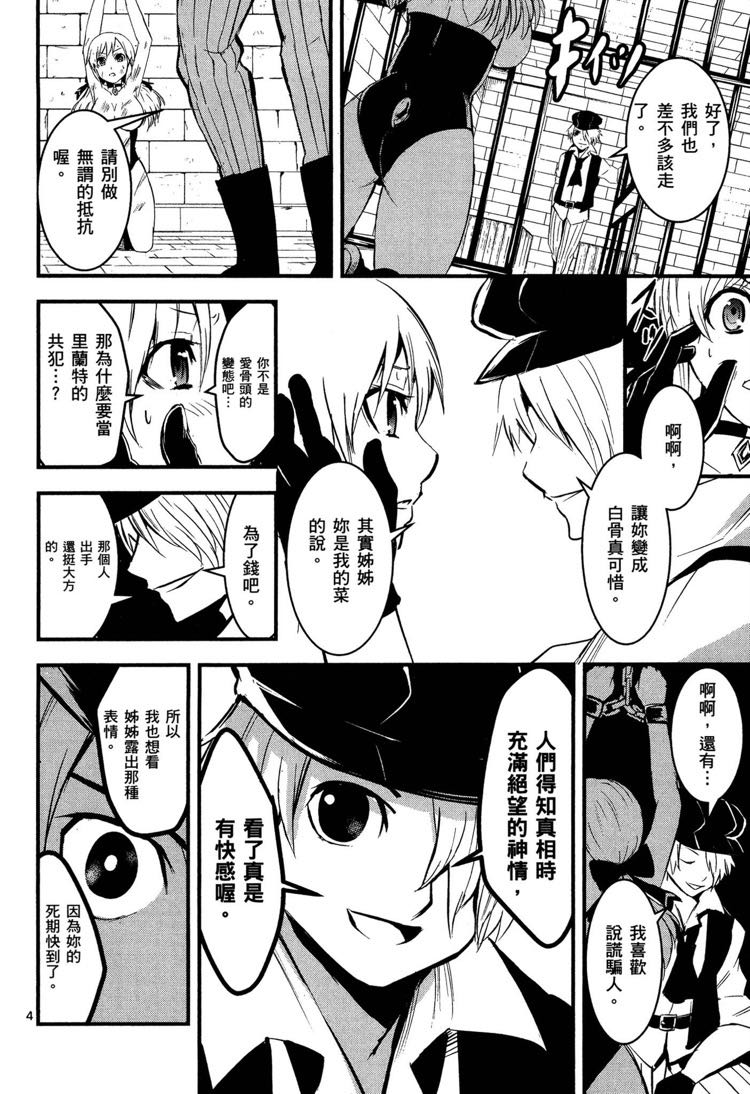 キイッ
好了，
我們也
差不多該走
了。
請別做
無謂的抵抗
喔。
啊啊，
讓妳變成
白骨真可惜。
其實姊姊
妳是我的菜
的說。
你不是
愛骨頭的
變態吧…
那為什麼要當
里蘭特的
共犯…？
為了錢吧。
那個人
出手
還挺大方
的。
啊啊，還有…
我喜歡
說謊騙人。
人們得知真相時
充滿絕望的神情，
看了真是
有快感喔。
所以
我也想看
姊姊露出那種
表情。
因為妳的
死期快到了。
4